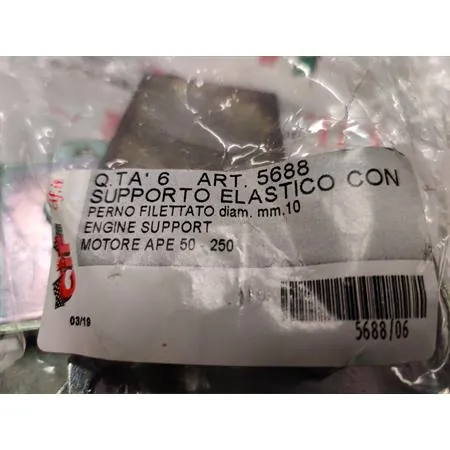 Q.TA' 6 ART. 5688
SUPPORTO ELASTICO CON
PERNO FILETTATO diam. mm.10
ENGINE SUPPORT
MOTORE APE 50 - 250
CIF
03/19
5688/06